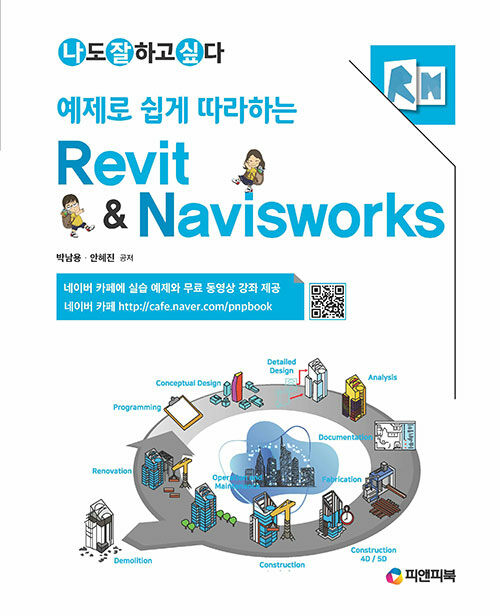 나도잘하고싶다
RM
예제로 쉽게 따라하는
Revit
& Navisworks
박남용 · 안혜진 공저
네이버 카페에 실습 예제와 무료 동영상 강좌 제공
네이버 카페 http://cafe.naver.com/pnpbook
Detailed
Design
Conceptual Design
Analysis
Programming
Documentation
Renovation
Fabrication
Demolition
Construction
Construction
4D / 5D
피앤피북